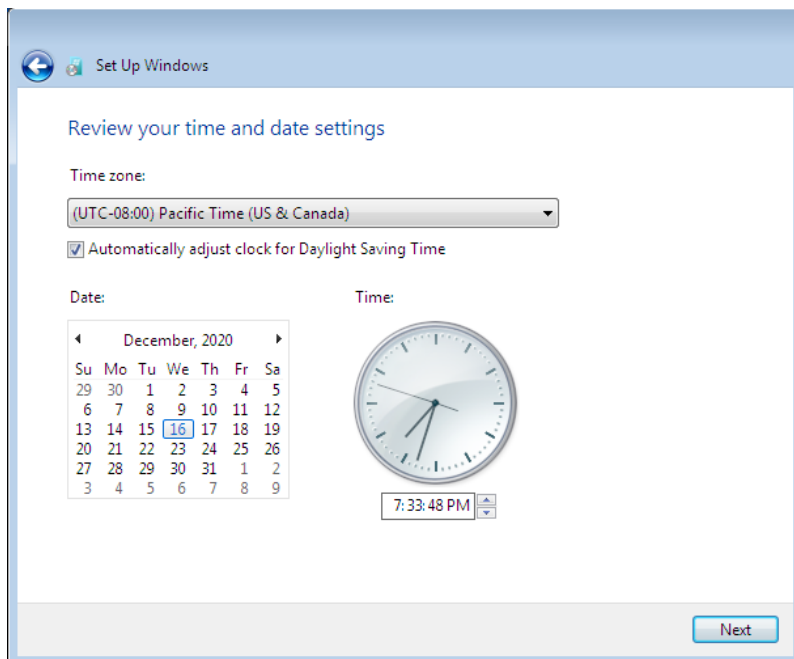 Set Up Windows
Review your time and date settings
Time zone:
(UTC-08:00) Pacific Time (US & Canada)
Automatically adjust clock for Daylight Saving Time
Date:
Time:
December, 2020
Su Mo Tu We Th Fr Sa
29 30 1 2 3 4 5
6 7 8 9 10 11 12
13 14 15 16 17 18 19
20 21 22 23 24 25 26
27 28 29 30 31 1 2
3 4 5 6 7 8 9
7:33:48 PM
Next